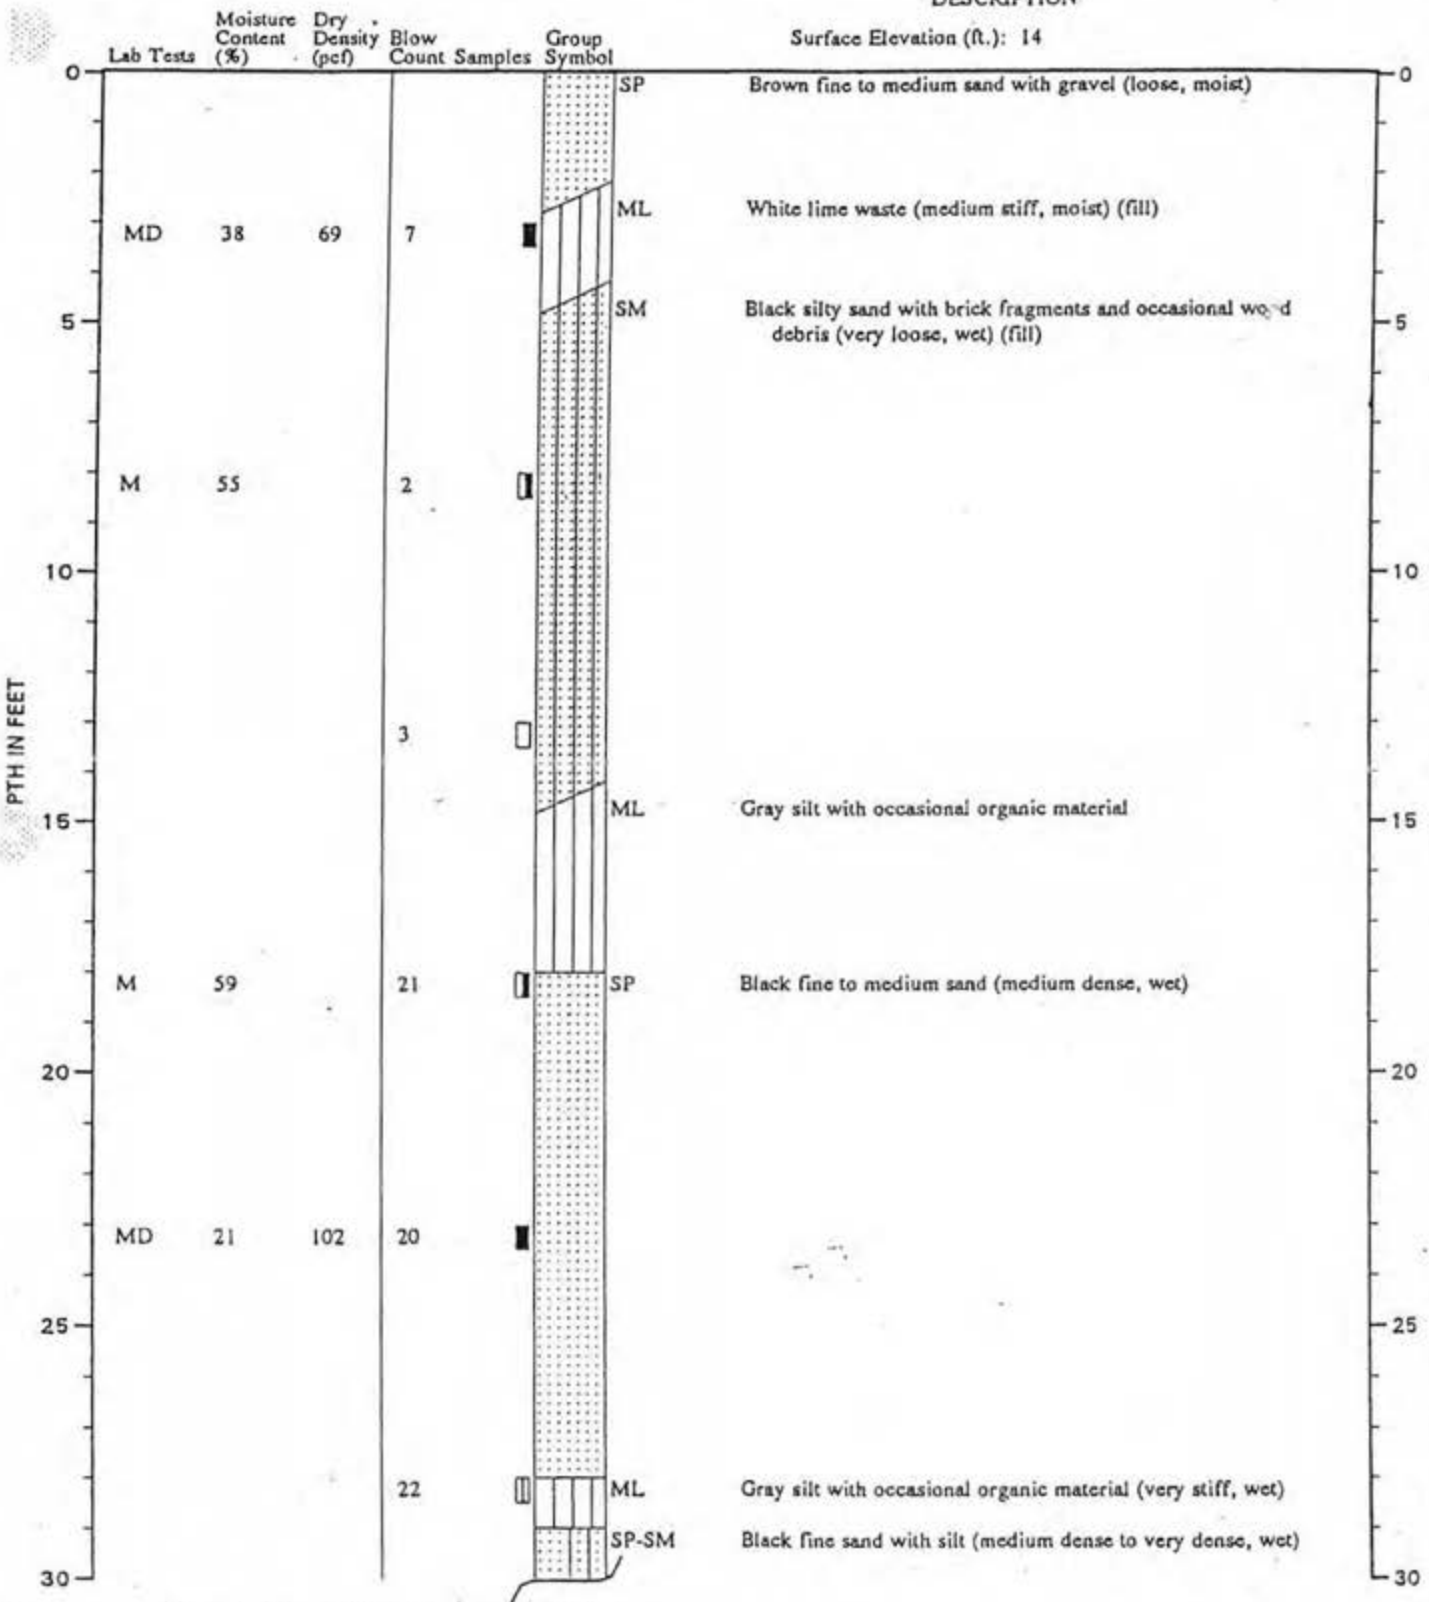 DESCRIPTION
Moisture Dry
Content Density Blow Group
Lab Tests (%) (pcf) Count Samples Symbol
Surface Elevation (ft.): 14
0 SP Brown fine to medium sand with gravel (loose, moist) 0
ML White lime waste (medium stiff, moist) (fill)
MD 38 69 7
SM Black silty sand with brick fragments and occasional wood
5 debris (very loose, wet) (fill) 5
M 55 2
10 10
PTH IN FEET
3
15 ML Gray silt with occasional organic material 15
M 59 21 SP Black fine to medium sand (medium dense, wet)
20 20
MD 21 102 20
25 25
22 ML Gray silt with occasional organic material (very stiff, wet)
SP-SM Black fine sand with silt (medium dense to very dense, wet)
30 30